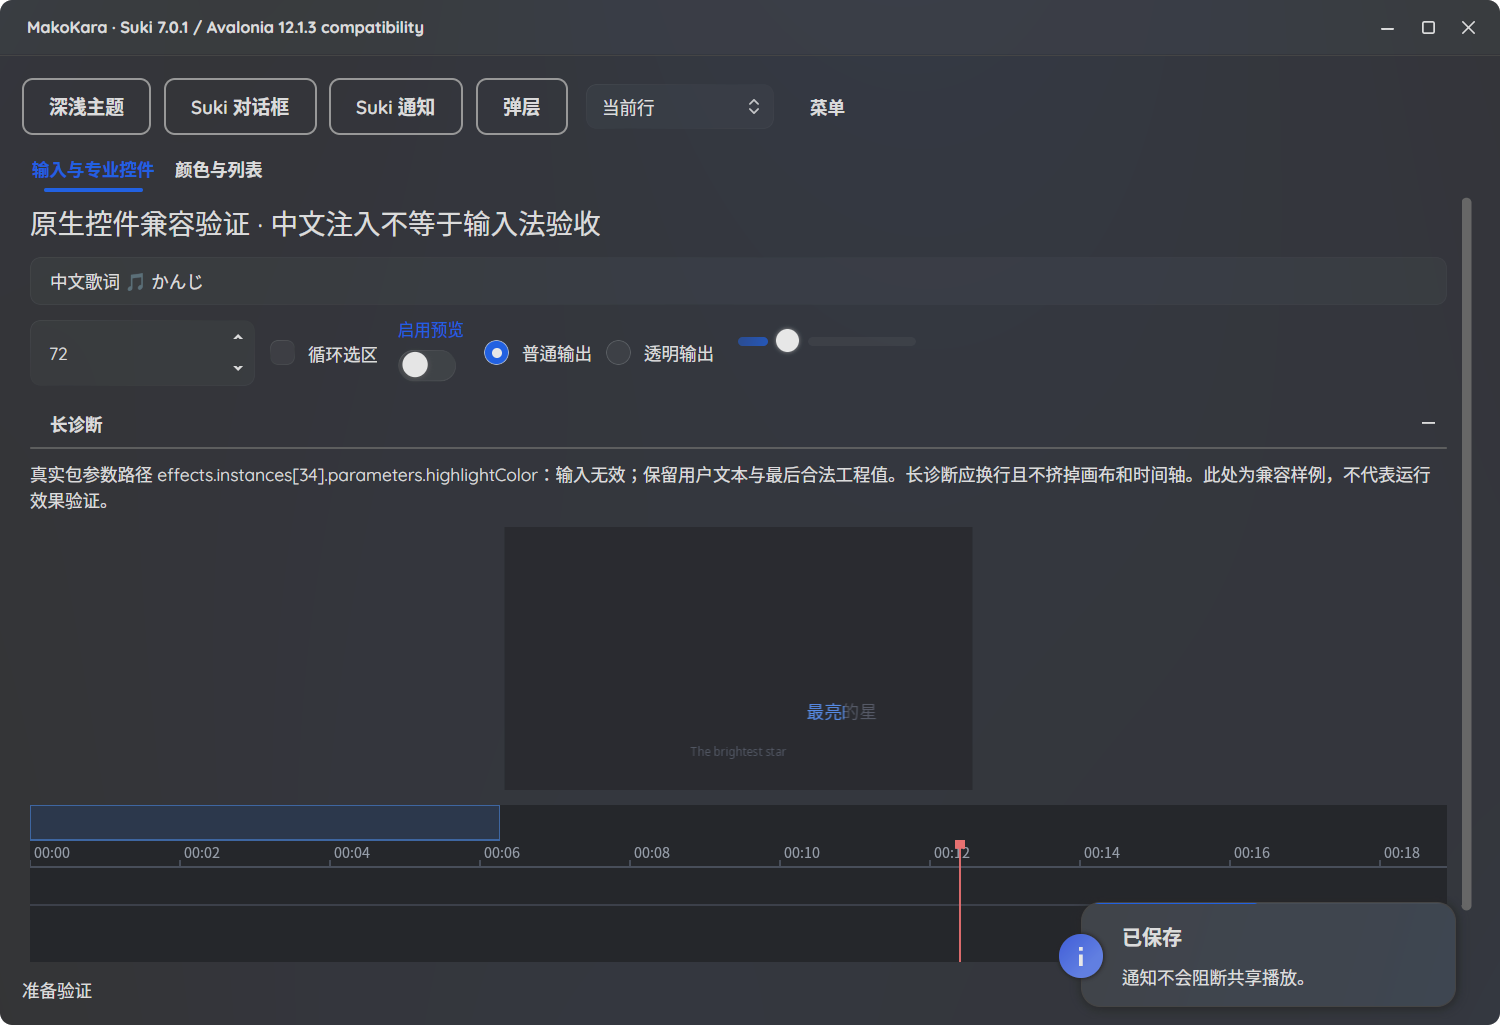 MakoKara · Suki 7.0.1 / Avalonia 12.1.3 compatibility
深浅主题 Suki 对话框 Suki 通知 弹层 当前行 菜单
输入与专业控件 颜色与列表
原生控件兼容验证 · 中文注入不等于输入法验收
中文歌词 🎵 かんじ
启用预览
72 循环选区 普通输出 透明输出
长诊断
真实包参数路径 effects.instances[34].parameters.highlightColor：输入无效；保留用户文本与最后合法工程值。长诊断应换行且不挤掉画布和时间轴。此处为兼容样例，不代表运行
效果验证。
最亮的星
The brightest star
00:00 00:02 00:04 00:06 00:08 00:10 00:12 00:14 00:16 00:18
已保存
通知不会阻断共享播放。
准备验证